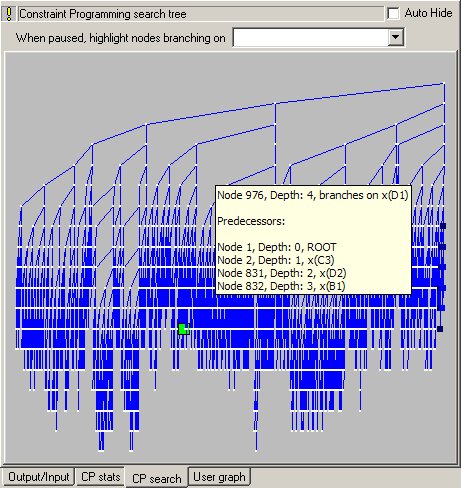 Constraint Programming search tree
Auto Hide
When paused, highlight nodes branching on
Node 976, Depth: 4, branches on x(D1)
Predecessors:
Node 1, Depth: 0, ROOT
Node 2, Depth: 1, x(C3)
Node 831, Depth: 2, x(D2)
Node 832, Depth: 3, x(B1)
Output/Input CP stats CP search User graph